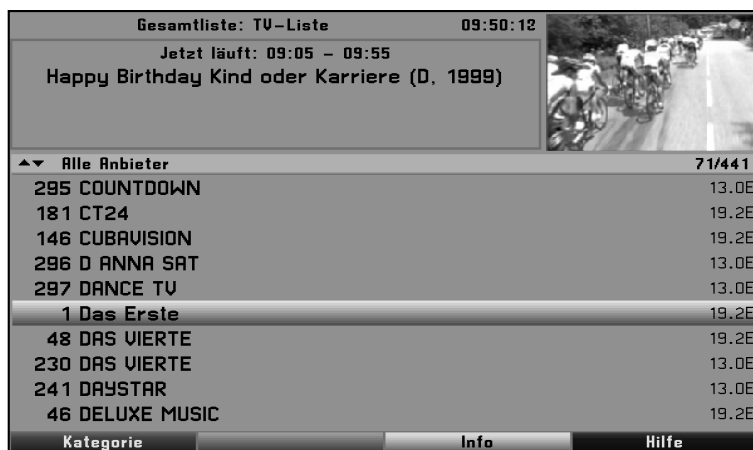 Gesamtliste: TV-Liste 09:50:12
Jetzt läuft: 09:05 - 09:55
Happy Birthday Kind oder Karriere (D, 1999)
Alle Anbieter 71/441
295 COUNTDOWN 13.0E
181 CT24 19.2E
146 CUBAVISION 19.2E
296 D ANNA SAT 13.0E
297 DANCE TV 13.0E
1 Das Erste 19.2E
48 DAS VIERTE 19.2E
230 DAS VIERTE 13.0E
241 DAYSTAR 13.0E
46 DELUXE MUSIC 19.2E
Kategorie Info Hilfe